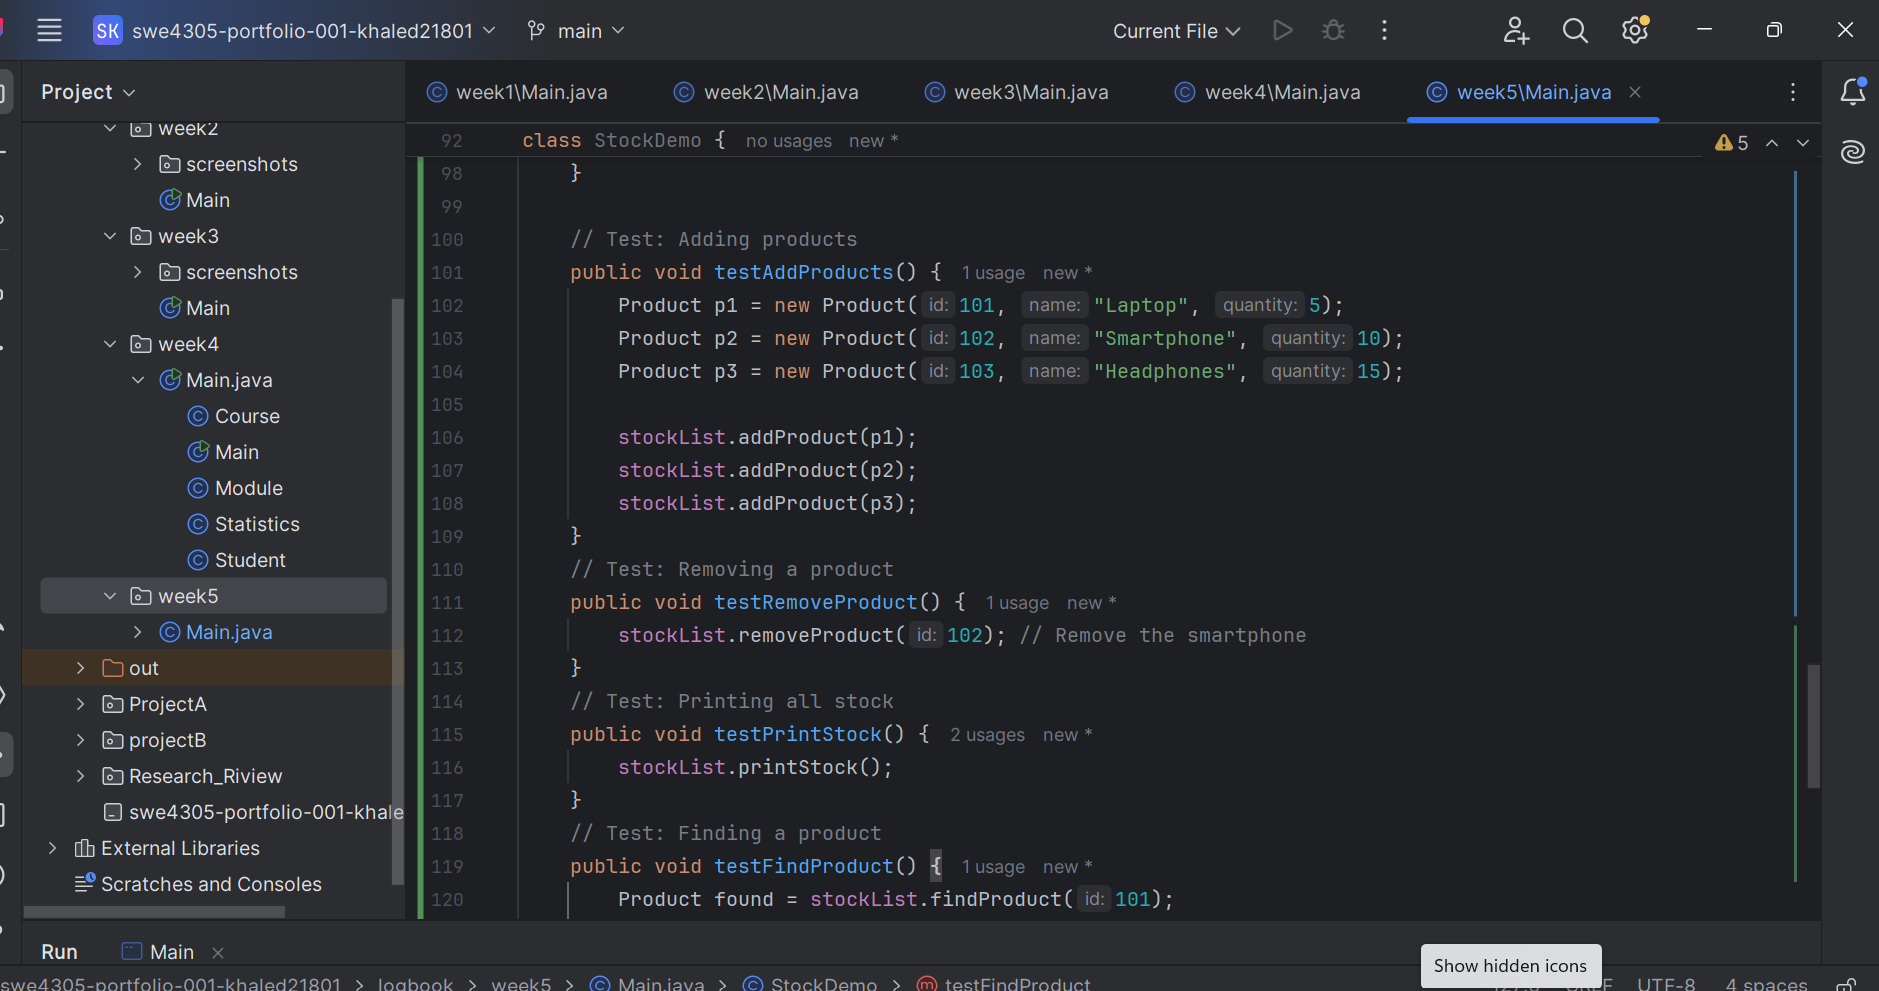 SK swe4305-portfolio-001-khaled21801 main Current File
Project
week2
screenshots
Main
week3
screenshots
Main
week4
Main.java
Course
Main
Module
Statistics
Student
week5
Main.java
out
ProjectA
projectB
Research_Riview
swe4305-portfolio-001-khale
External Libraries
Scratches and Consoles
week1\Main.java week2\Main.java week3\Main.java week4\Main.java week5\Main.java
92 class StockDemo { no usages new * 5
98 }
99
100 // Test: Adding products
101 public void testAddProducts() { 1 usage new *
102 Product p1 = new Product( id: 101, name: "Laptop", quantity: 5);
103 Product p2 = new Product( id: 102, name: "Smartphone", quantity: 10);
104 Product p3 = new Product( id: 103, name: "Headphones", quantity: 15);
105
106 stockList.addProduct(p1);
107 stockList.addProduct(p2);
108 stockList.addProduct(p3);
109 }
110 // Test: Removing a product
111 public void testRemoveProduct() { 1 usage new *
112 stockList.removeProduct( id: 102); // Remove the smartphone
113 }
114 // Test: Printing all stock
115 public void testPrintStock() { 2 usages new *
116 stockList.printStock();
117 }
118 // Test: Finding a product
119 public void testFindProduct() { 1 usage new *
120 Product found = stockList.findProduct( id: 101);
Run Main
Show hidden icons
swe4305-portfolio-001-khaled21801 > logbook > week5 > Main.java > StockDemo > testFindProduct UTF-8 4 spaces